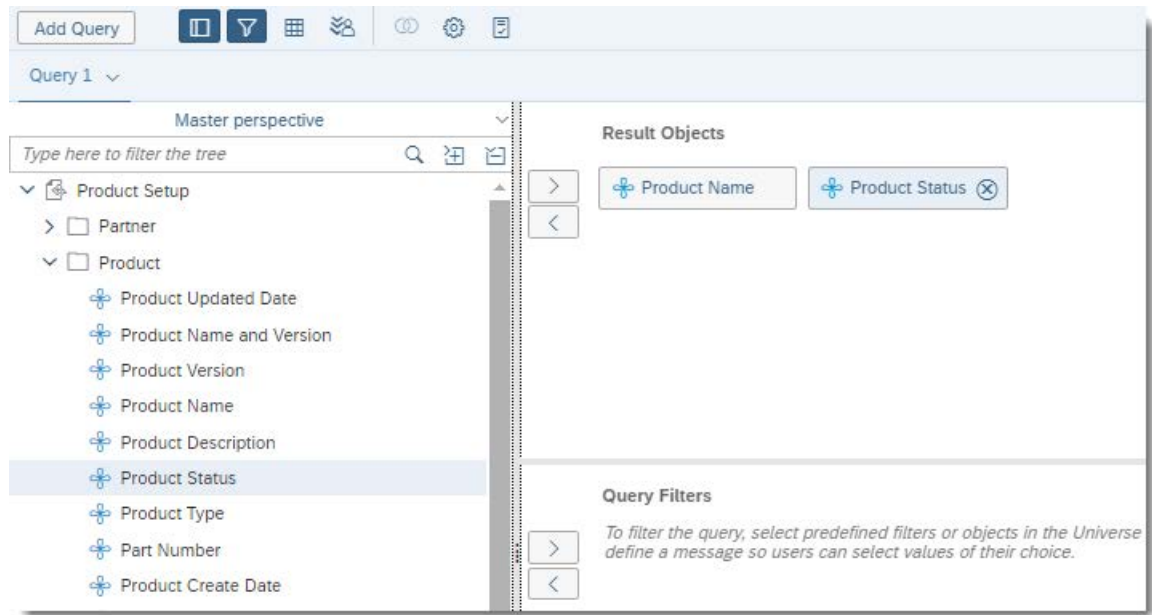 Add Query
Query 1
Master perspective
Type here to filter the tree
Product Setup
Partner
Product
Product Updated Date
Product Name and Version
Product Version
Product Name
Product Description
Product Status
Product Type
Part Number
Product Create Date
Result Objects
Product Name
Product Status
Query Filters
To filter the query, select predefined filters or objects in the Universe
define a message so users can select values of their choice.